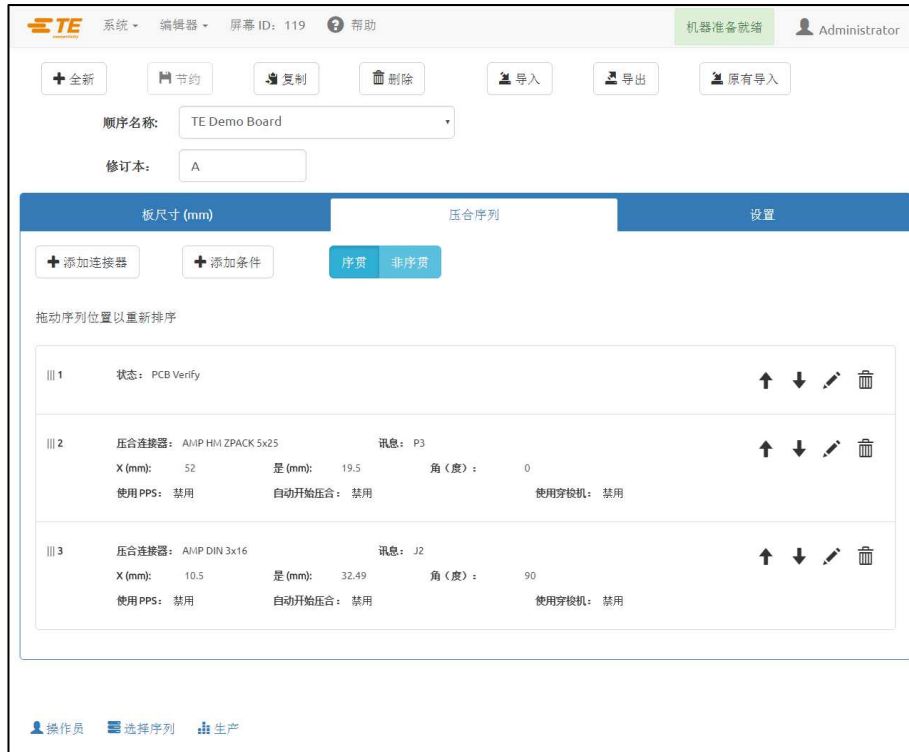 TE connectivity 系统 编辑器 屏幕 ID: 119 帮助 机器准备就绪 Administrator
全新 节约 复制 删除 导入 导出 原有导入
顺序名称: TE Demo Board
修订本: A
板尺寸 (mm) 压合序列 设置
添加连接器 添加条件 序贯 非序贯
拖动序列位置以重新排序
1 状态: PCB Verify
2 压合连接器: AMP HM ZPACK 5x25 讯息: P3
X (mm): 52 是 (mm): 19.5 角（度）: 0
使用 PPS: 禁用 自动开始压合: 禁用 使用穿梭机: 禁用
3 压合连接器: AMP DIN 3x16 讯息: J2
X (mm): 10.5 是 (mm): 32.49 角（度）: 90
使用 PPS: 禁用 自动开始压合: 禁用 使用穿梭机: 禁用
操作员 选择序列 生产